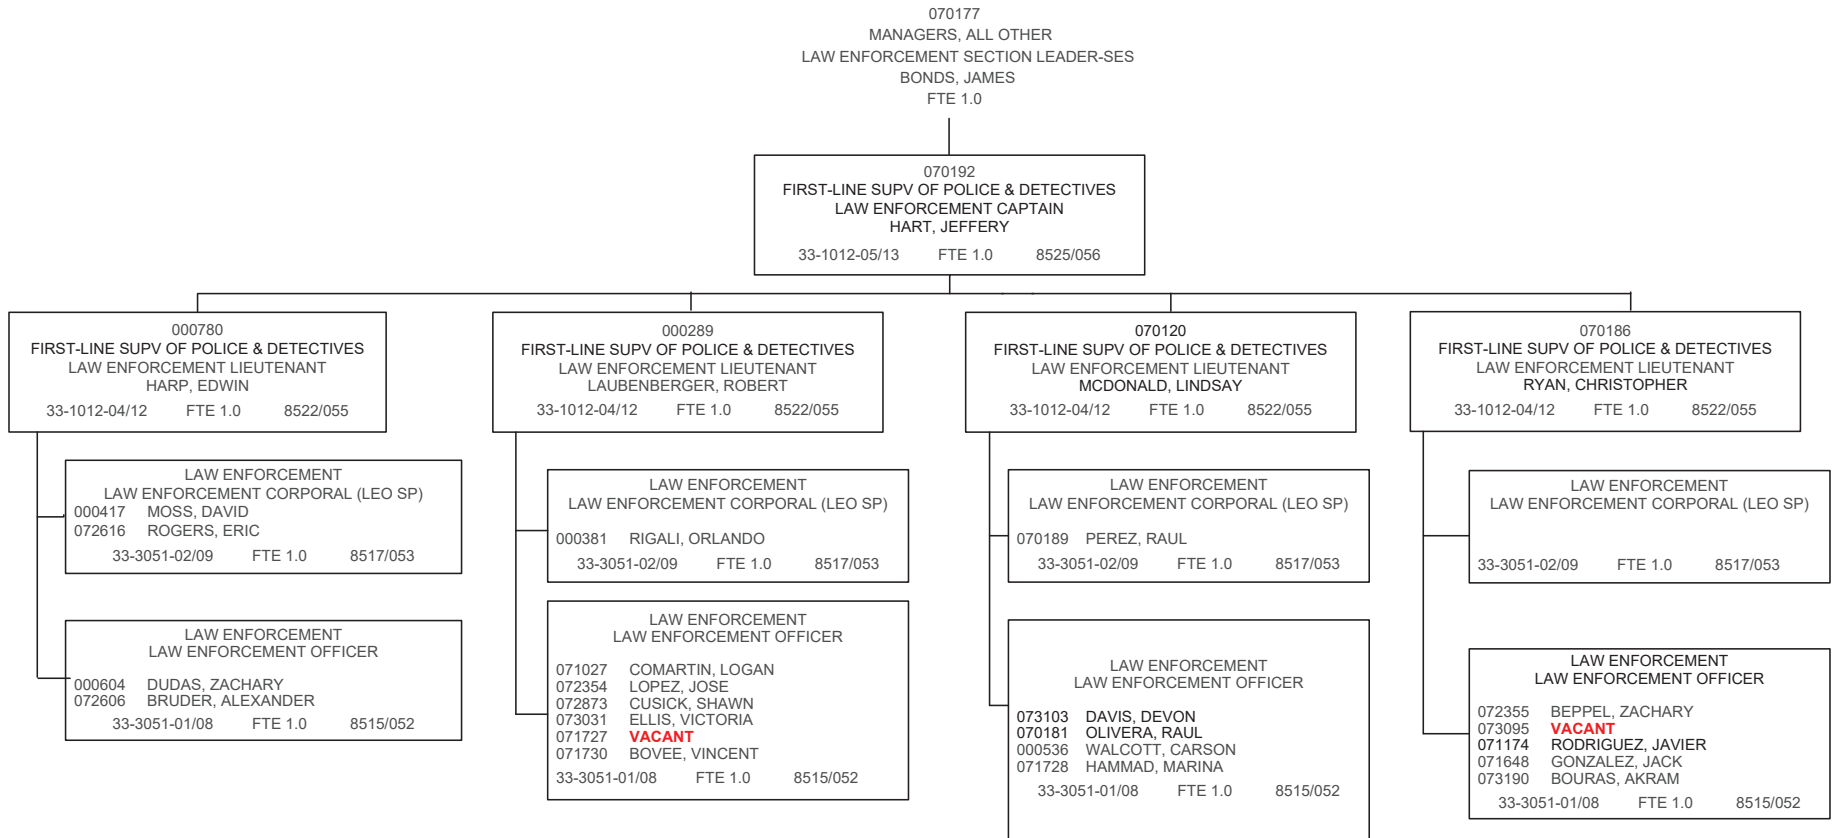 070177
MANAGERS, ALL OTHER
LAW ENFORCEMENT SECTION LEADER-SES
BONDS, JAMES
FTE 1.0
070192
FIRST-LINE SUPV OF POLICE & DETECTIVES
LAW ENFORCEMENT CAPTAIN
HART, JEFFERY
33-1012-05/13 FTE 1.0 8525/056
000780
FIRST-LINE SUPV OF POLICE & DETECTIVES
LAW ENFORCEMENT LIEUTENANT
HARP, EDWIN
33-1012-04/12 FTE 1.0 8522/055
LAW ENFORCEMENT
LAW ENFORCEMENT CORPORAL (LEO SP)
000417 MOSS, DAVID
072616 ROGERS, ERIC
33-3051-02/09 FTE 1.0 8517/053
LAW ENFORCEMENT
LAW ENFORCEMENT OFFICER
000604 DUDAS, ZACHARY
072606 BRUDER, ALEXANDER
33-3051-01/08 FTE 1.0 8515/052
000289
FIRST-LINE SUPV OF POLICE & DETECTIVES
LAW ENFORCEMENT LIEUTENANT
LAUBENBERGER, ROBERT
33-1012-04/12 FTE 1.0 8522/055
LAW ENFORCEMENT
LAW ENFORCEMENT CORPORAL (LEO SP)
000381 RIGALI, ORLANDO
33-3051-02/09 FTE 1.0 8517/053
LAW ENFORCEMENT
LAW ENFORCEMENT OFFICER
071027 COMARTIN, LOGAN
072354 LOPEZ, JOSE
072873 CUSICK, SHAWN
073031 ELLIS, VICTORIA
071727 VACANT
071730 BOVEE, VINCENT
33-3051-01/08 FTE 1.0 8515/052
070120
FIRST-LINE SUPV OF POLICE & DETECTIVES
LAW ENFORCEMENT LIEUTENANT
MCDONALD, LINDSAY
33-1012-04/12 FTE 1.0 8522/055
LAW ENFORCEMENT
LAW ENFORCEMENT CORPORAL (LEO SP)
070189 PEREZ, RAUL
33-3051-02/09 FTE 1.0 8517/053
LAW ENFORCEMENT
LAW ENFORCEMENT OFFICER
073103 DAVIS, DEVON
070181 OLIVERA, RAUL
000536 WALCOTT, CARSON
071728 HAMMAD, MARINA
33-3051-01/08 FTE 1.0 8515/052
070186
FIRST-LINE SUPV OF POLICE & DETECTIVES
LAW ENFORCEMENT LIEUTENANT
RYAN, CHRISTOPHER
33-1012-04/12 FTE 1.0 8522/055
LAW ENFORCEMENT
LAW ENFORCEMENT CORPORAL (LEO SP)
33-3051-02/09 FTE 1.0 8517/053
LAW ENFORCEMENT
LAW ENFORCEMENT OFFICER
072355 BEPPEL, ZACHARY
073095 VACANT
071174 RODRIGUEZ, JAVIER
071648 GONZALEZ, JACK
073190 BOURAS, AKRAM
33-3051-01/08 FTE 1.0 8515/052